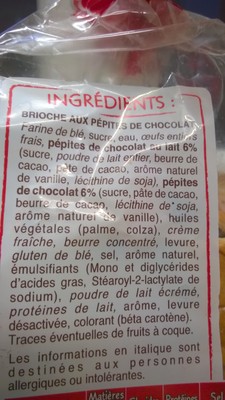 INGRÉDIENTS :
BRIOCHE AUX PÉPITES DE CHOCOLAT
Farine de blé, sucre, eau, œufs entiers
frais, pépites de chocolat au lait 6%
(sucre, poudre de lait entier, beurre de
cacao, pâte de cacao, arôme naturel
de vanille, lécithine de soja), pépites
de chocolat 6% (sucre, pâte de cacao,
beurre de cacao, lécithine de soja,
arôme naturel de vanille), huiles
végétales (palme, colza), crème
fraîche, beurre concentré, levure,
gluten de blé, sel, arôme naturel,
émulsifiants (Mono et diglycérides
d'acides gras, Stéaroyl-2-lactylate de
sodium), poudre de lait écrémé,
protéines de lait, arôme, levure
désactivée, colorant (bêta carotène).
Traces éventuelles de fruits à coque.
Les informations en italique sont
destinées aux personnes
allergiques ou intolérantes.
Matières Protéines Sel